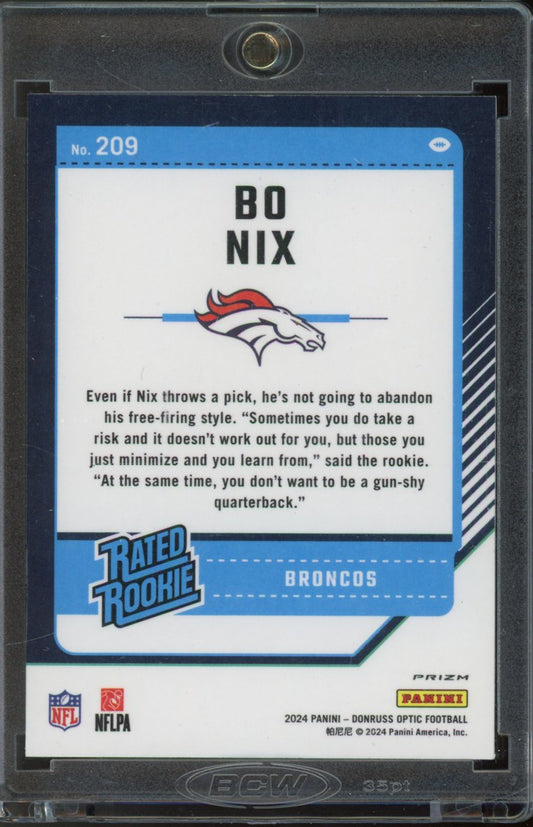 No. 209
BO
NIX
Even if Nix throws a pick, he's not going to abandon
his free-firing style. “Sometimes you do take a
risk and it doesn't work out for you, but those you
just minimize and you learn from,” said the rookie.
“At the same time, you don't want to be a gun-shy
quarterback.”
RATED
ROOKIE
BRONCOS
PRIZM
PANINI
NFL
NFLPA
2024 PANINI – DONRUSS OPTIC FOOTBALL
帕尼尼 © 2024 Panini America, Inc.
BCW
35pt